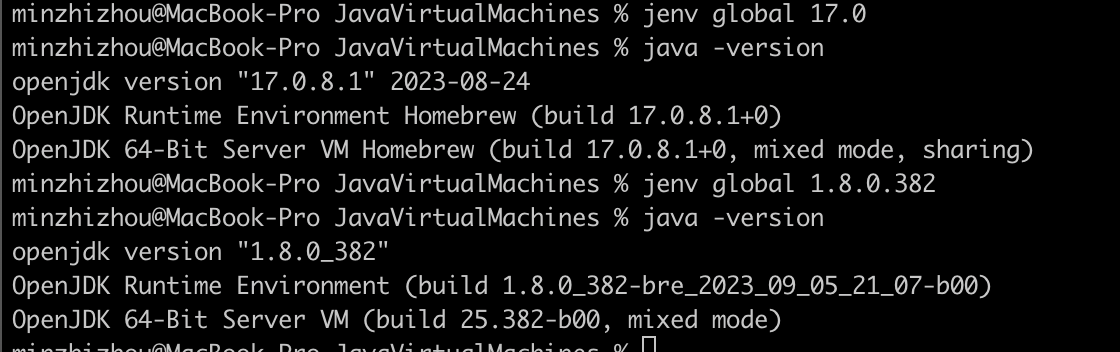 minzhizhou@MacBook-Pro JavaVirtualMachines % jenv global 17.0
minzhizhou@MacBook-Pro JavaVirtualMachines % java -version
openjdk version "17.0.8.1" 2023-08-24
OpenJDK Runtime Environment Homebrew (build 17.0.8.1+0)
OpenJDK 64-Bit Server VM Homebrew (build 17.0.8.1+0, mixed mode, sharing)
minzhizhou@MacBook-Pro JavaVirtualMachines % jenv global 1.8.0.382
minzhizhou@MacBook-Pro JavaVirtualMachines % java -version
openjdk version "1.8.0_382"
OpenJDK Runtime Environment (build 1.8.0_382-bre_2023_09_05_21_07-b00)
OpenJDK 64-Bit Server VM (build 25.382-b00, mixed mode)
minzhizhou@MacBook-Pro JavaVirtualMachines %